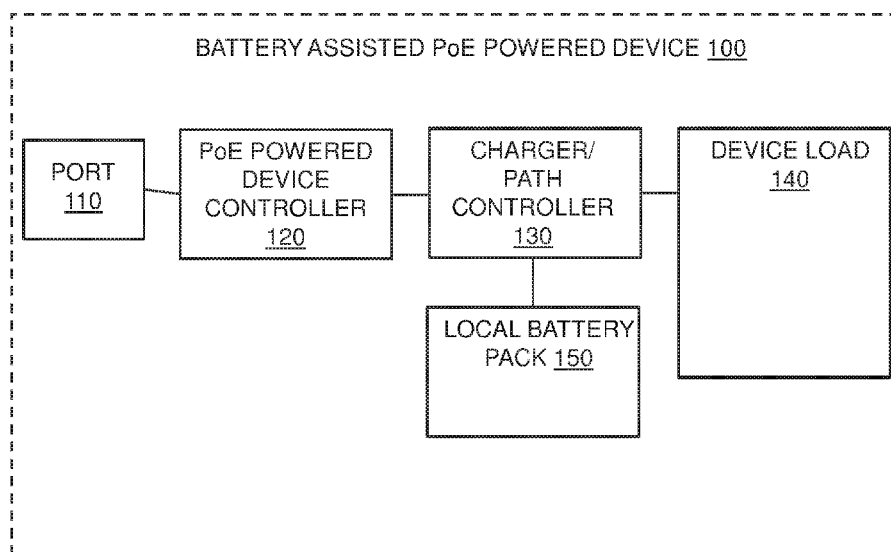 BATTERY ASSISTED PoE POWERED DEVICE 100
PORT
110
PoE POWERED
DEVICE
CONTROLLER
120
CHARGER/
PATH
CONTROLLER
130
DEVICE LOAD
140
LOCAL BATTERY
PACK 150